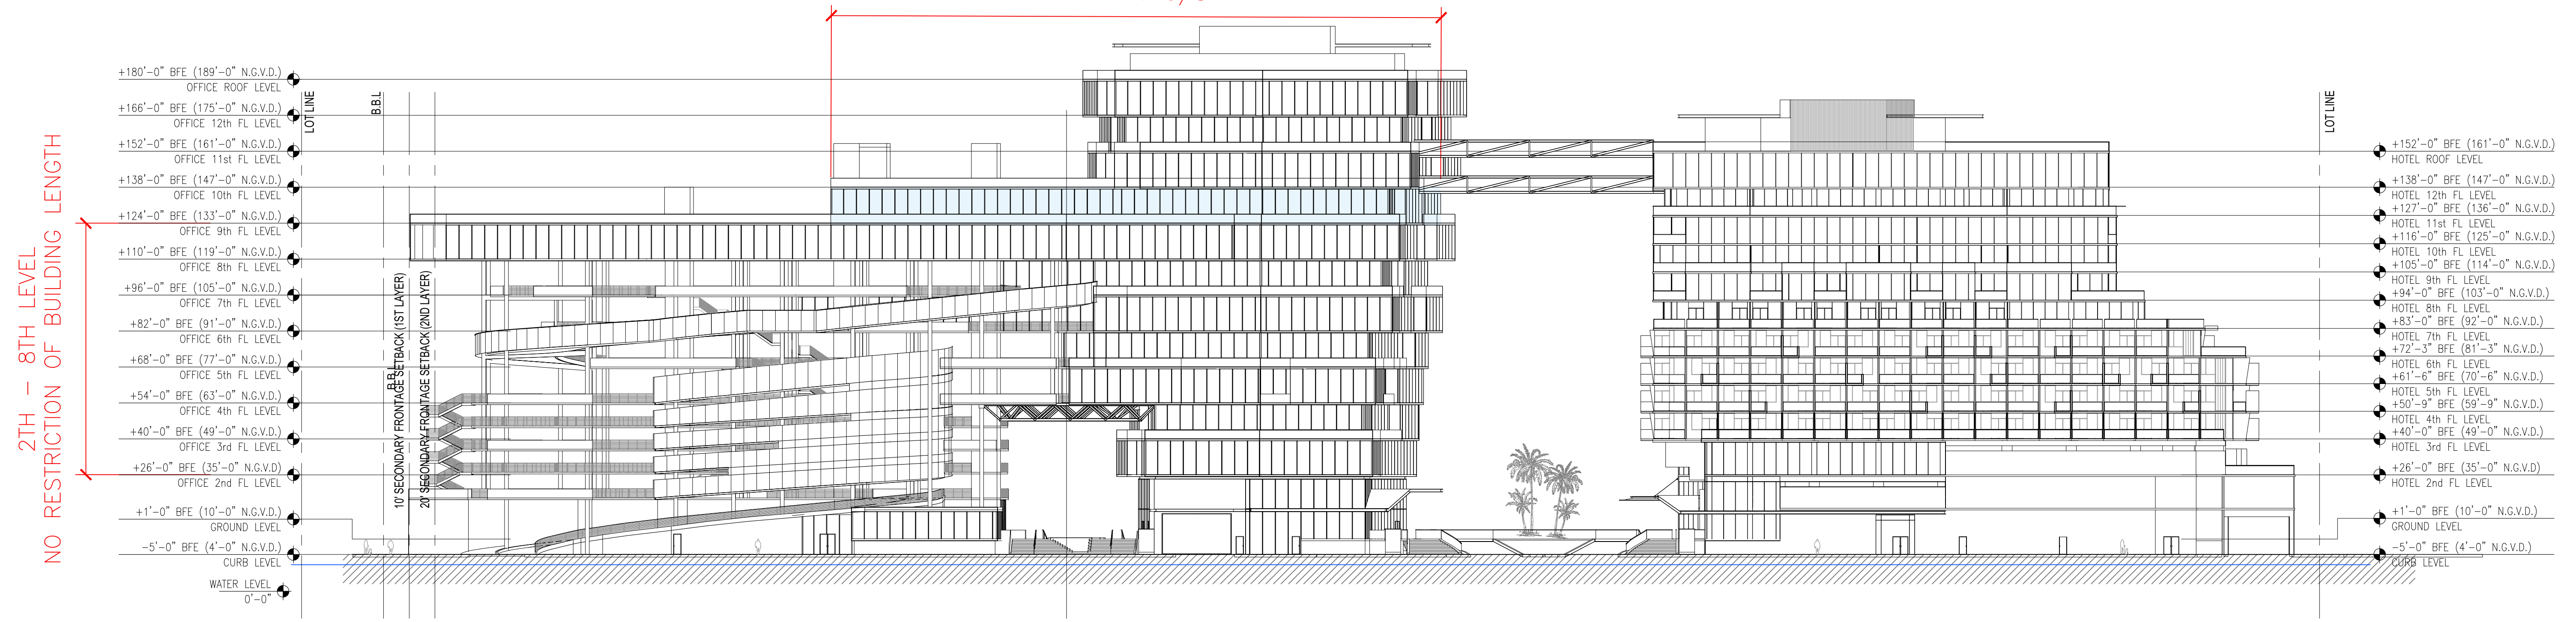 +180'-0" BFE (189'-0" N.G.V.D.)
OFFICE ROOF LEVEL
+166'-0" BFE (175'-0" N.G.V.D.)
OFFICE 12th FL LEVEL
+152'-0" BFE (161'-0" N.G.V.D.)
OFFICE 11st FL LEVEL
+138'-0" BFE (147'-0" N.G.V.D.)
OFFICE 10th FL LEVEL
+124'-0" BFE (133'-0" N.G.V.D.)
OFFICE 9th FL LEVEL
+110'-0" BFE (119'-0" N.G.V.D.)
OFFICE 8th FL LEVEL
+96'-0" BFE (105'-0" N.G.V.D.)
OFFICE 7th FL LEVEL
+82'-0" BFE (91'-0" N.G.V.D.)
OFFICE 6th FL LEVEL
+68'-0" BFE (77'-0" N.G.V.D.)
OFFICE 5th FL LEVEL
+54'-0" BFE (63'-0" N.G.V.D.)
OFFICE 4th FL LEVEL
+40'-0" BFE (49'-0" N.G.V.D.)
OFFICE 3rd FL LEVEL
+26'-0" BFE (35'-0" N.G.V.D)
OFFICE 2nd FL LEVEL
+1'-0" BFE (10'-0" N.G.V.D.)
GROUND LEVEL
-5'-0" BFE (4'-0" N.G.V.D.)
CURB LEVEL
WATER LEVEL
0'-0"
2TH - 8TH LEVEL
NO RESTRICTION OF BUILDING LENGTH
LOT LINE
B.B.L
B.B.L
10' SECONDARY FRONTAGE SETBACK (1ST LAYER)
20' SECONDARY FRONTAGE SETBACK (2ND LAYER)
LOT LINE
+152'-0" BFE (161'-0" N.G.V.D.)
HOTEL ROOF LEVEL
+138'-0" BFE (147'-0" N.G.V.D.)
HOTEL 12th FL LEVEL
+127'-0" BFE (136'-0" N.G.V.D.)
HOTEL 11st FL LEVEL
+116'-0" BFE (125'-0" N.G.V.D.)
HOTEL 10th FL LEVEL
+105'-0" BFE (114'-0" N.G.V.D.)
HOTEL 9th FL LEVEL
+94'-0" BFE (103'-0" N.G.V.D.)
HOTEL 8th FL LEVEL
+83'-0" BFE (92'-0" N.G.V.D.)
HOTEL 7th FL LEVEL
+72'-3" BFE (81'-3" N.G.V.D.)
HOTEL 6th FL LEVEL
+61'-6" BFE (70'-6" N.G.V.D.)
HOTEL 5th FL LEVEL
+50'-9" BFE (59'-9" N.G.V.D.)
HOTEL 4th FL LEVEL
+40'-0" BFE (49'-0" N.G.V.D.)
HOTEL 3rd FL LEVEL
+26'-0" BFE (35'-0" N.G.V.D)
HOTEL 2nd FL LEVEL
+1'-0" BFE (10'-0" N.G.V.D.)
GROUND LEVEL
-5'-0" BFE (4'-0" N.G.V.D.)
CURB LEVEL